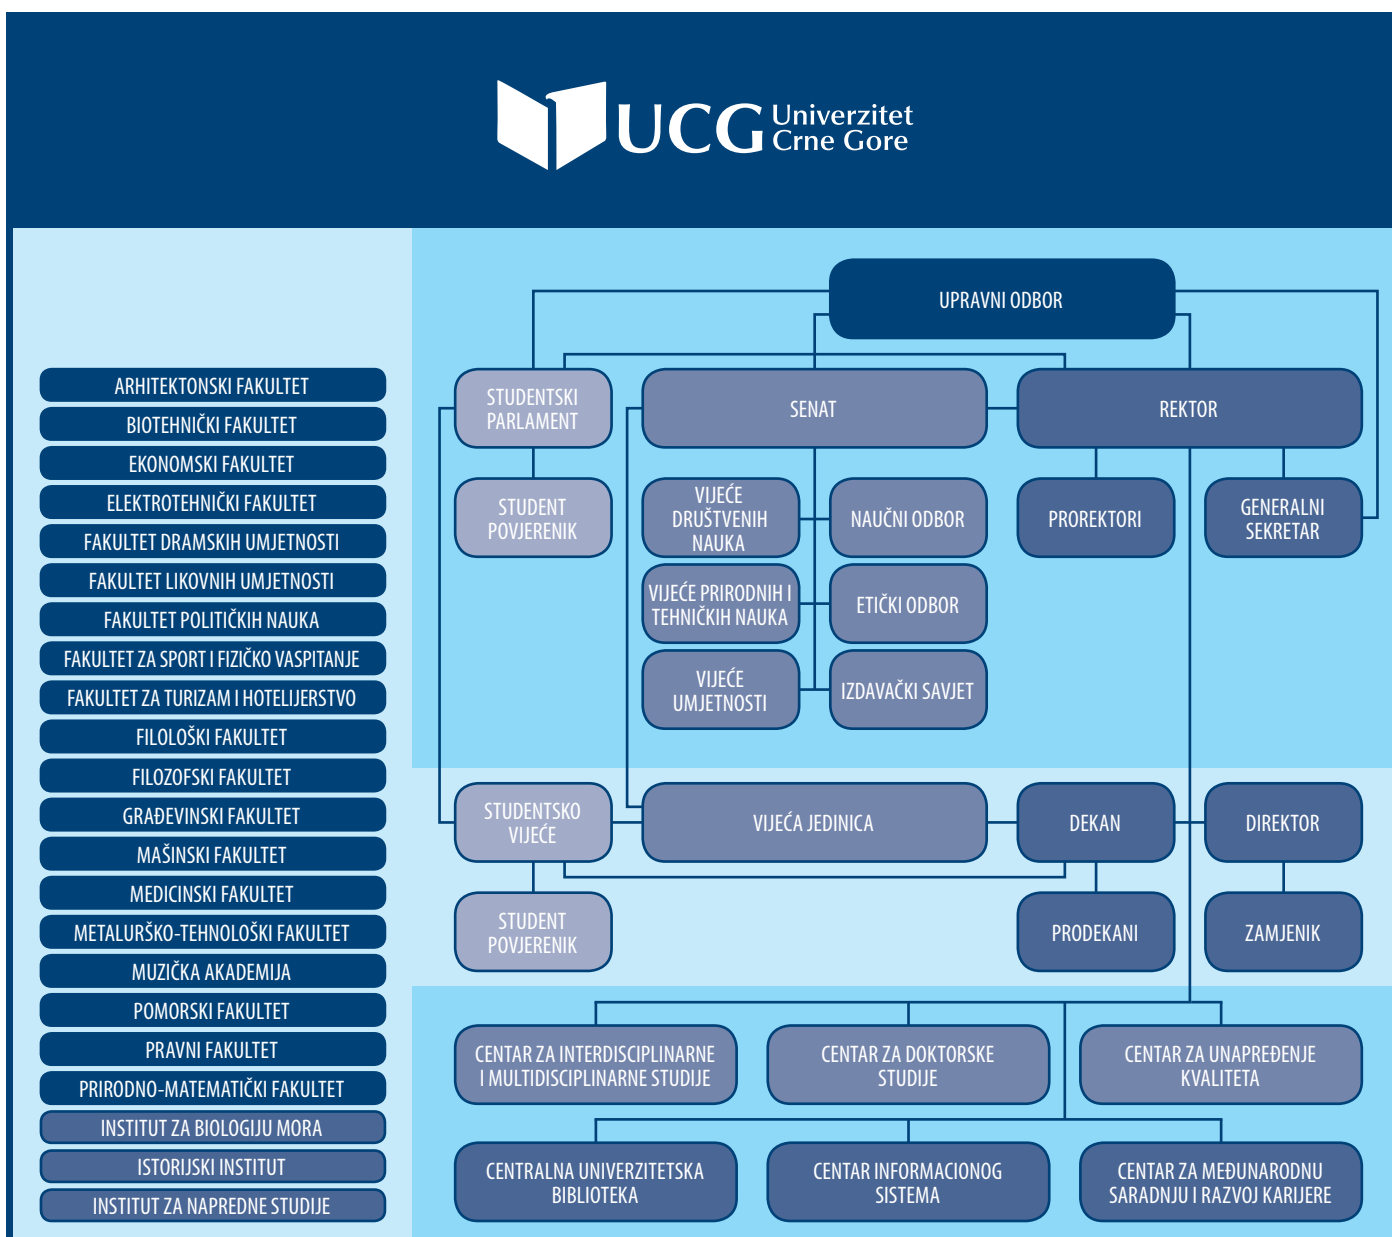 UCG Univerzitet
Crne Gore
ARHITEKTONSKI FAKULTET
BIOTEHNIČKI FAKULTET
EKONOMSKI FAKULTET
ELEKTROTEHNIČKI FAKULTET
FAKULTET DRAMSKIH UMJETNOSTI
FAKULTET LIKOVNIH UMJETNOSTI
FAKULTET POLITIČKIH NAUKA
FAKULTET ZA SPORT I FIZIČKO VASPITANJE
FAKULTET ZA TURIZAM I HOTELIJERSTVO
FILOLOŠKI FAKULTET
FILOZOFSKI FAKULTET
GRAĐEVINSKI FAKULTET
MAŠINSKI FAKULTET
MEDICINSKI FAKULTET
METALURŠKO-TEHNOLOŠKI FAKULTET
MUZIČKA AKADEMIJA
POMORSKI FAKULTET
PRAVNI FAKULTET
PRIRODNO-MATEMATIČKI FAKULTET
INSTITUT ZA BIOLOGIJU MORA
ISTORIJSKI INSTITUT
INSTITUT ZA NAPREDNE STUDIJE
UPRAVNI ODBOR
STUDENTSKI
PARLAMENT
SENAT
REKTOR
STUDENT
POVJERENIK
VIJEĆE
DRUŠTVENIH
NAUKA
NAUČNI ODBOR
PROREKTORI
GENERALNI
SEKRETAR
VIJEĆE PRIRODNIH I
TEHNIČKIH NAUKA
ETIČKI ODBOR
VIJEĆE
UMJETNOSTI
IZDAVAČKI SAVJET
STUDENTSKO
VIJEĆE
VIJEĆA JEDINICA
DEKAN
DIREKTOR
STUDENT
POVJERENIK
PRODEKANI
ZAMJENIK
CENTAR ZA INTERDISCIPLINARNE
I MULTIDISCIPLINARNE STUDIJE
CENTAR ZA DOKTORSKE
STUDIJE
CENTAR ZA UNAPREĐENJE
KVALITETA
CENTRALNA UNIVERZITETSKA
BIBLIOTEKA
CENTAR INFORMACIONOG
SISTEMA
CENTAR ZA MEĐUNARODNU
SARADNJU I RAZVOJ KARIJERE